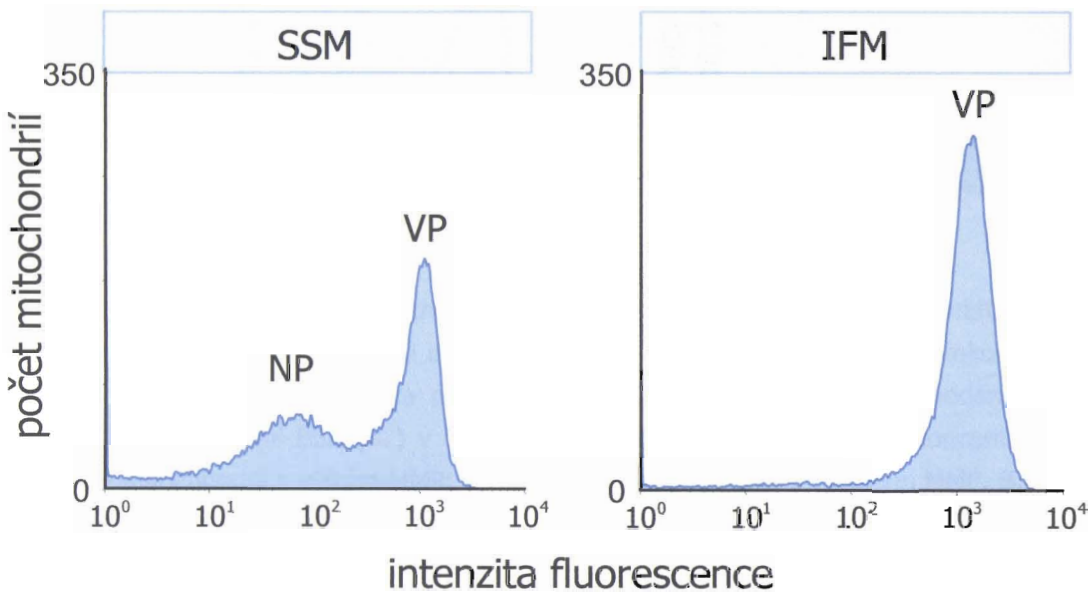 SSM
IFM
350
350
VP
VP
NP
počet mitochondrií
0
0
10⁰ 10¹ 10² 10³ 10⁴
10⁰ 10¹ 10² 10³ 10⁴
intenzita fluorescence